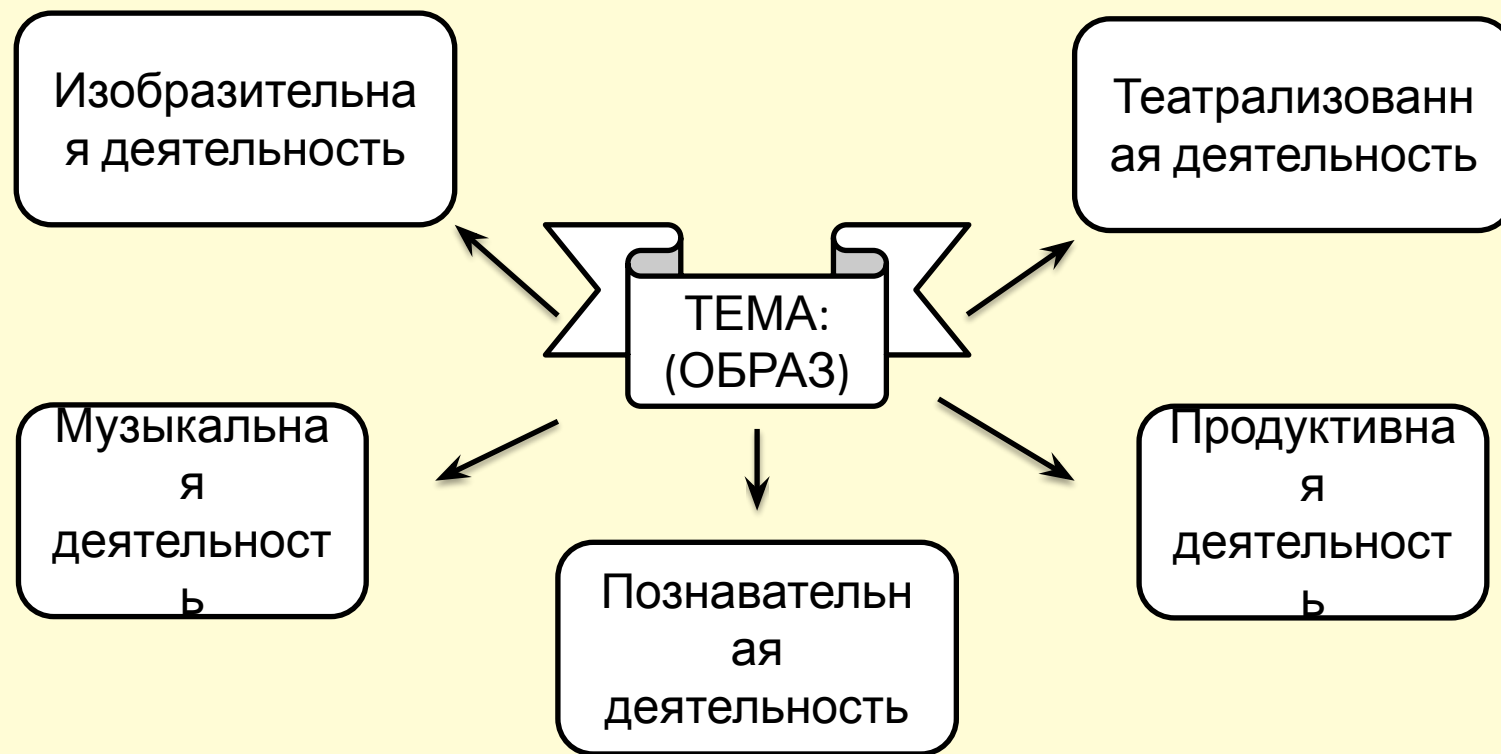 Изобразительна
я деятельность
Театрализованн
ая деятельность
ТЕМА:
(ОБРАЗ)
Музыкальна
я
деятельност
ь
Познавательн
ая
деятельность
Продуктивна
я
деятельност
ь